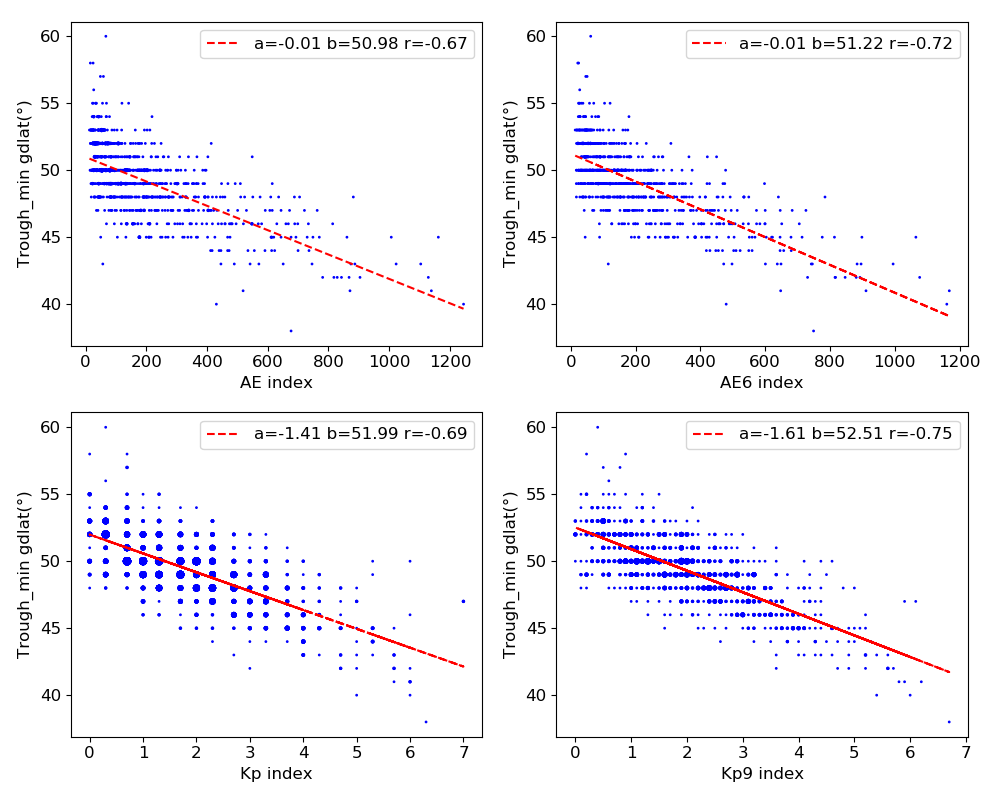 a=-0.01 b=50.98 r=-0.67
60
55
50
45
40
Trough_min gdlat(°)
0 200 400 600 800 1000 1200
AE index
a=-0.01 b=51.22 r=-0.72
60
55
50
45
40
Trough_min gdlat(°)
0 200 400 600 800 1000 1200
AE6 index
a=-1.41 b=51.99 r=-0.69
60
55
50
45
40
Trough_min gdlat(°)
0 1 2 3 4 5 6 7
Kp index
a=-1.61 b=52.51 r=-0.75
60
55
50
45
40
Trough_min gdlat(°)
0 1 2 3 4 5 6 7
Kp9 index